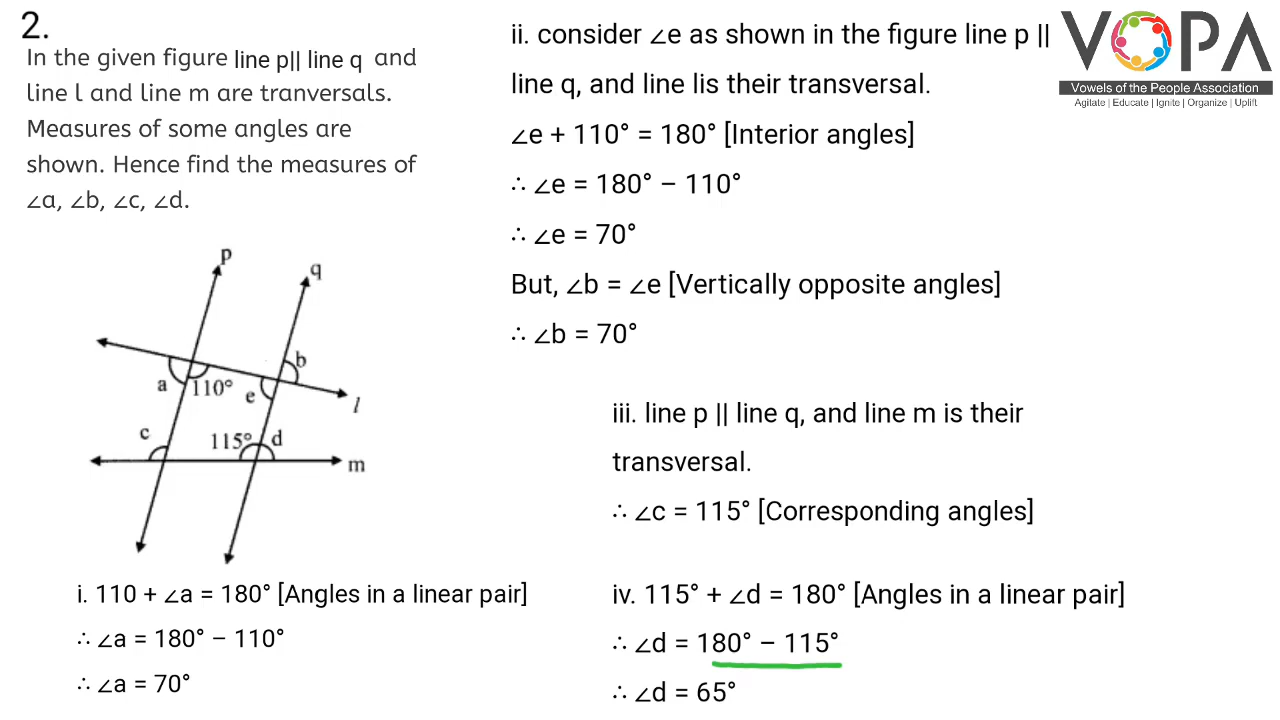 2.
In the given figure line p|| line q and
line l and line m are tranversals.
Measures of some angles are
shown. Hence find the measures of
∠a, ∠b, ∠c, ∠d.
p
q
b
a
110°
e
l
c
115°
d
m
i. 110 + ∠a = 180° [Angles in a linear pair]
∴ ∠a = 180° – 110°
∴ ∠a = 70°
ii. consider ∠e as shown in the figure line p ||
line q, and line lis their transversal.
∠e + 110° = 180° [Interior angles]
∴ ∠e = 180° – 110°
∴ ∠e = 70°
But, ∠b = ∠e [Vertically opposite angles]
∴ ∠b = 70°
iii. line p || line q, and line m is their
transversal.
∴ ∠c = 115° [Corresponding angles]
iv. 115° + ∠d = 180° [Angles in a linear pair]
∴ ∠d = 180° – 115°
∴ ∠d = 65°
VOPA
Vowels of the People Association
Agitate | Educate | Ignite | Organize | Uplift